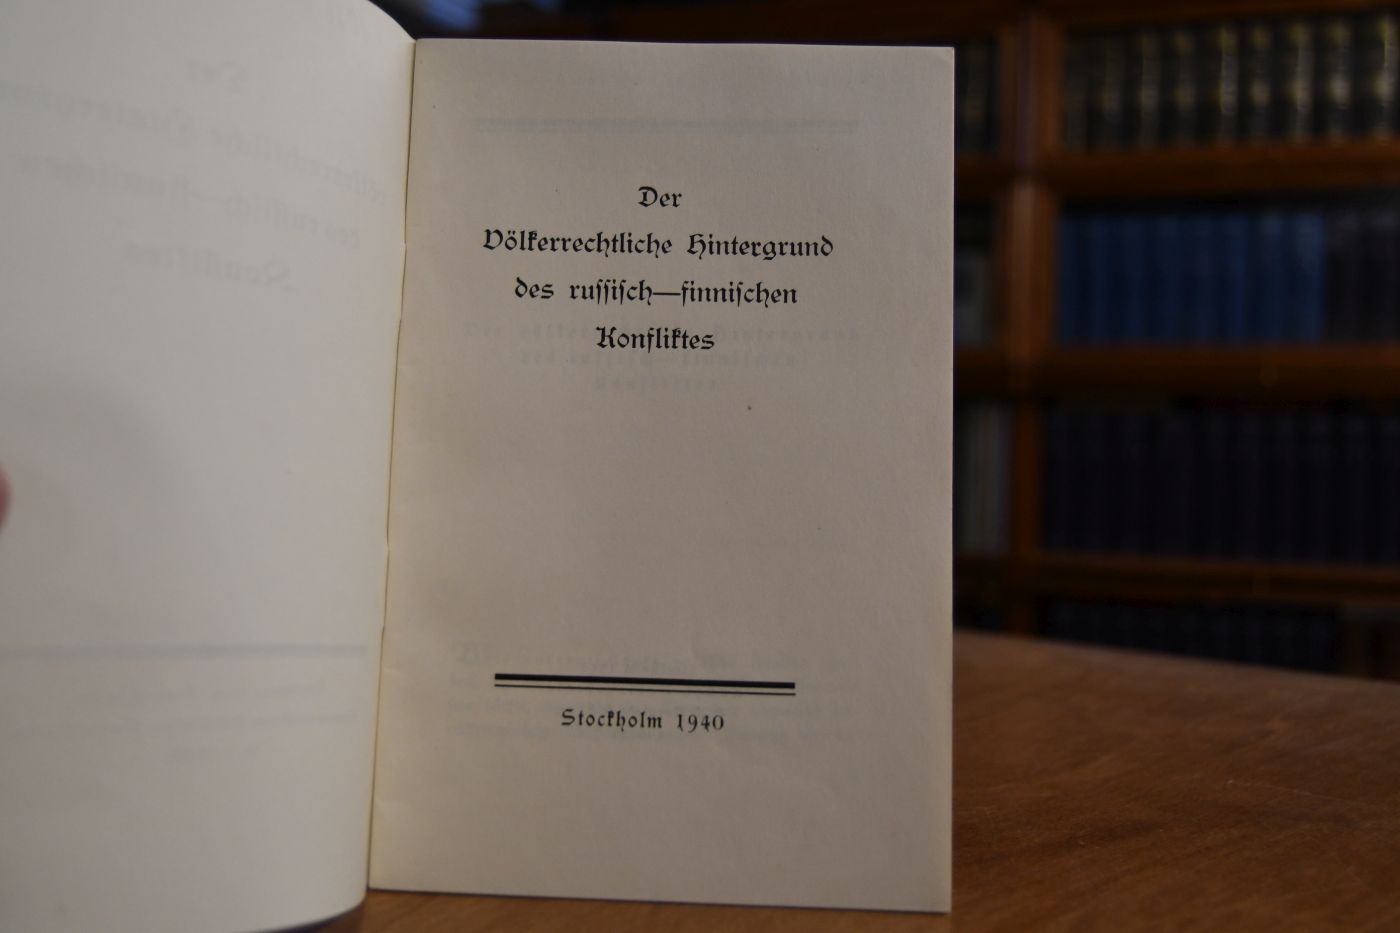 Der
Völkerrechtliche Hintergrund
des russisch—finnischen
Konfliktes
Stockholm 1940